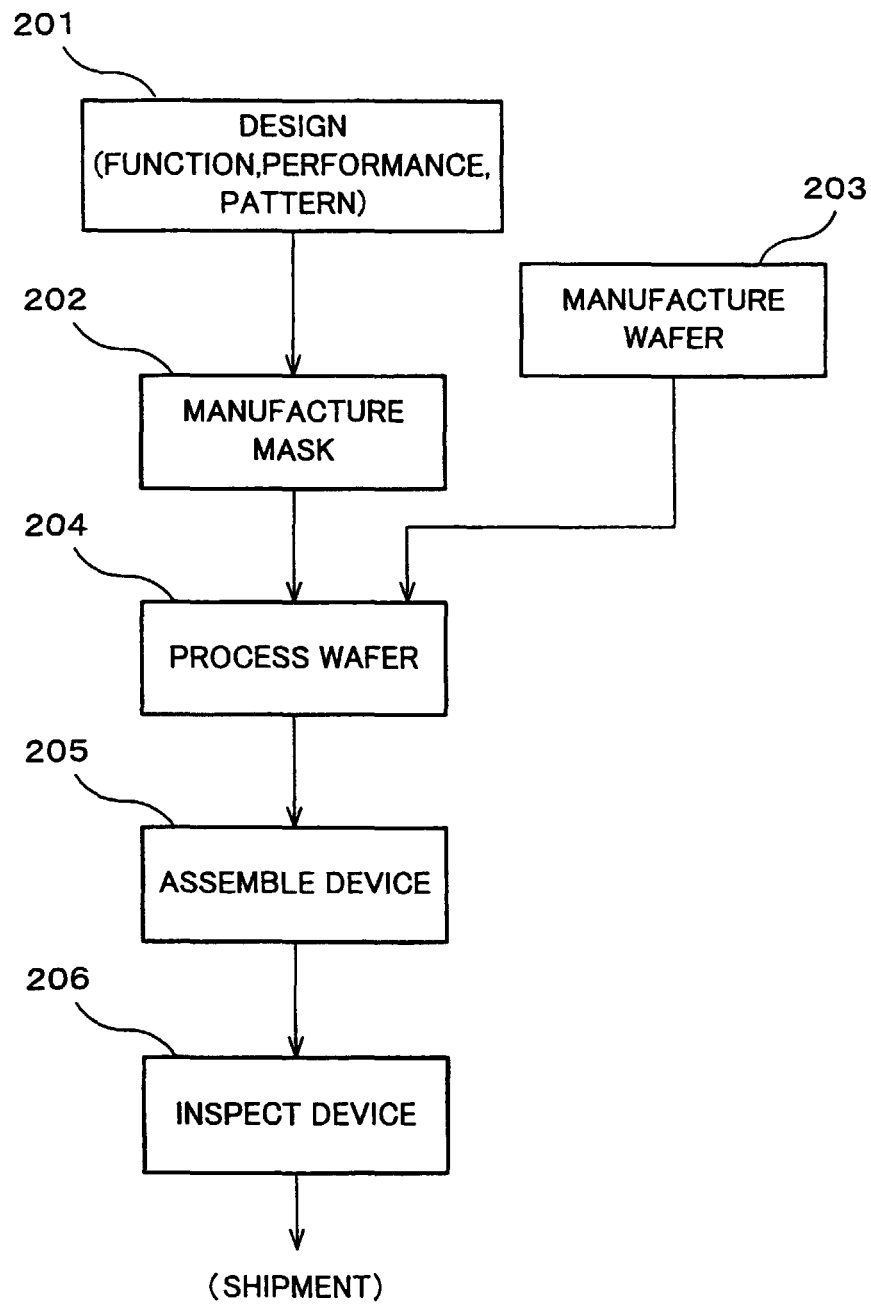 201
DESIGN
(FUNCTION,PERFORMANCE,
PATTERN)
203
MANUFACTURE
WAFER
202
MANUFACTURE
MASK
204
PROCESS WAFER
205
ASSEMBLE DEVICE
206
INSPECT DEVICE
(SHIPMENT)